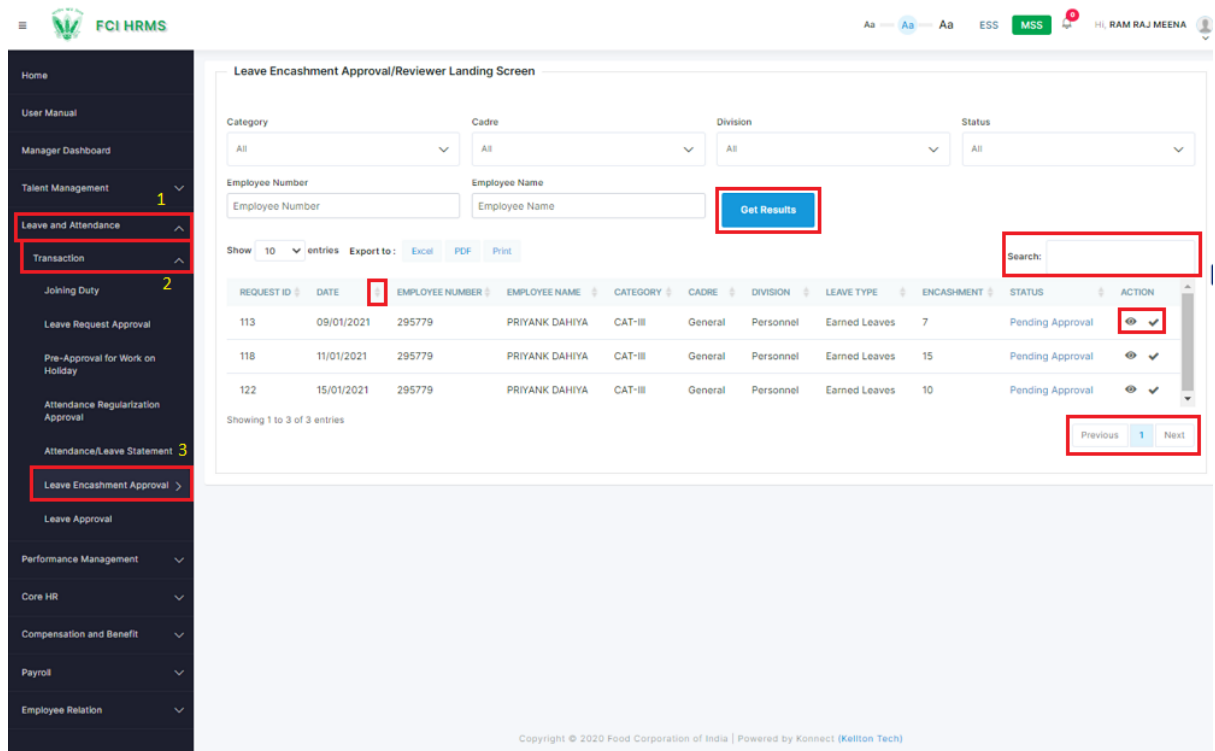 FCI HRMS
Aa Aa Aa ESS MSS 0 Hi, RAM RAJ MEENA
Home
User Manual
Manager Dashboard
Talent Management
1
Leave and Attendance
Transaction
2
Joining Duty
Leave Request Approval
Pre-Approval for Work on
Holiday
Attendance Regularization
Approval
Attendance/Leave Statement 3
Leave Encashment Approval
Leave Approval
Performance Management
Core HR
Compensation and Benefit
Payroll
Employee Relation
Leave Encashment Approval/Reviewer Landing Screen
Category Cadre Division Status
All All All All
Employee Number Employee Name
Employee Number Employee Name Get Results
Show 10 entries Export to : Excel PDF Print Search:
REQUEST ID DATE EMPLOYEE NUMBER EMPLOYEE NAME CATEGORY CADRE DIVISION LEAVE TYPE ENCASHMENT STATUS ACTION
113 09/01/2021 295779 PRIYANK DAHIYA CAT-III General Personnel Earned Leaves 7 Pending Approval
118 11/01/2021 295779 PRIYANK DAHIYA CAT-III General Personnel Earned Leaves 15 Pending Approval
122 15/01/2021 295779 PRIYANK DAHIYA CAT-III General Personnel Earned Leaves 10 Pending Approval
Showing 1 to 3 of 3 entries
Previous 1 Next
Copyright © 2020 Food Corporation of India | Powered by Konnect (Kellton Tech)